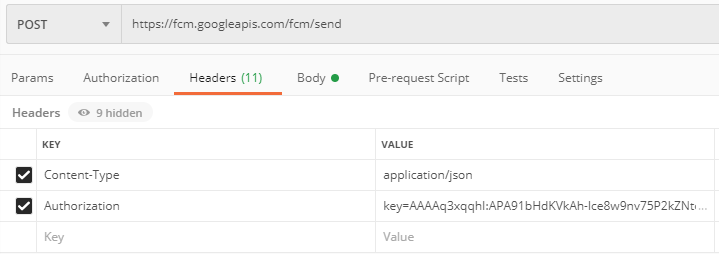 POST https://fcm.googleapis.com/fcm/send
Params Authorization Headers (11) Body Pre-request Script Tests Settings
Headers 9 hidden
KEY VALUE
Content-Type application/json
Authorization key=AAAAq3xqqhI:APA91bHdKVkAh-Ice8w9nv75P2kZNt...
Key Value